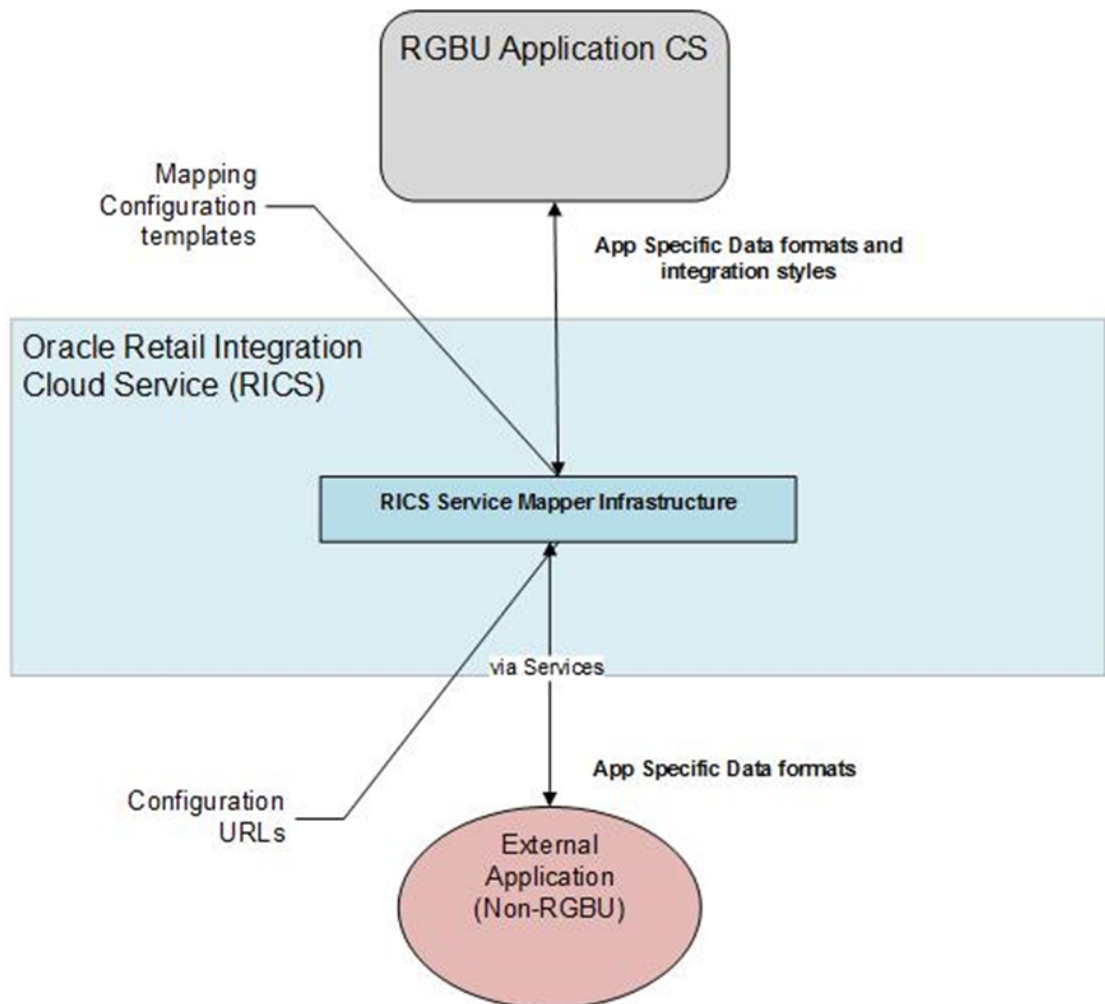 RGBU Application CS
Mapping
Configuration
templates
App Specific Data formats and
integration styles
Oracle Retail Integration
Cloud Service (RICS)
RICS Service Mapper Infrastructure
via Services
App Specific Data formats
Configuration
URLs
External
Application
(Non-RGBU)